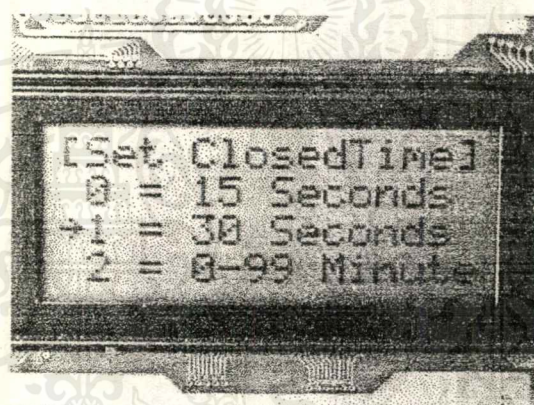 [Set ClosedTime]
0 = 15 Seconds
→1 = 30 Seconds
2 = 0-99 Minute